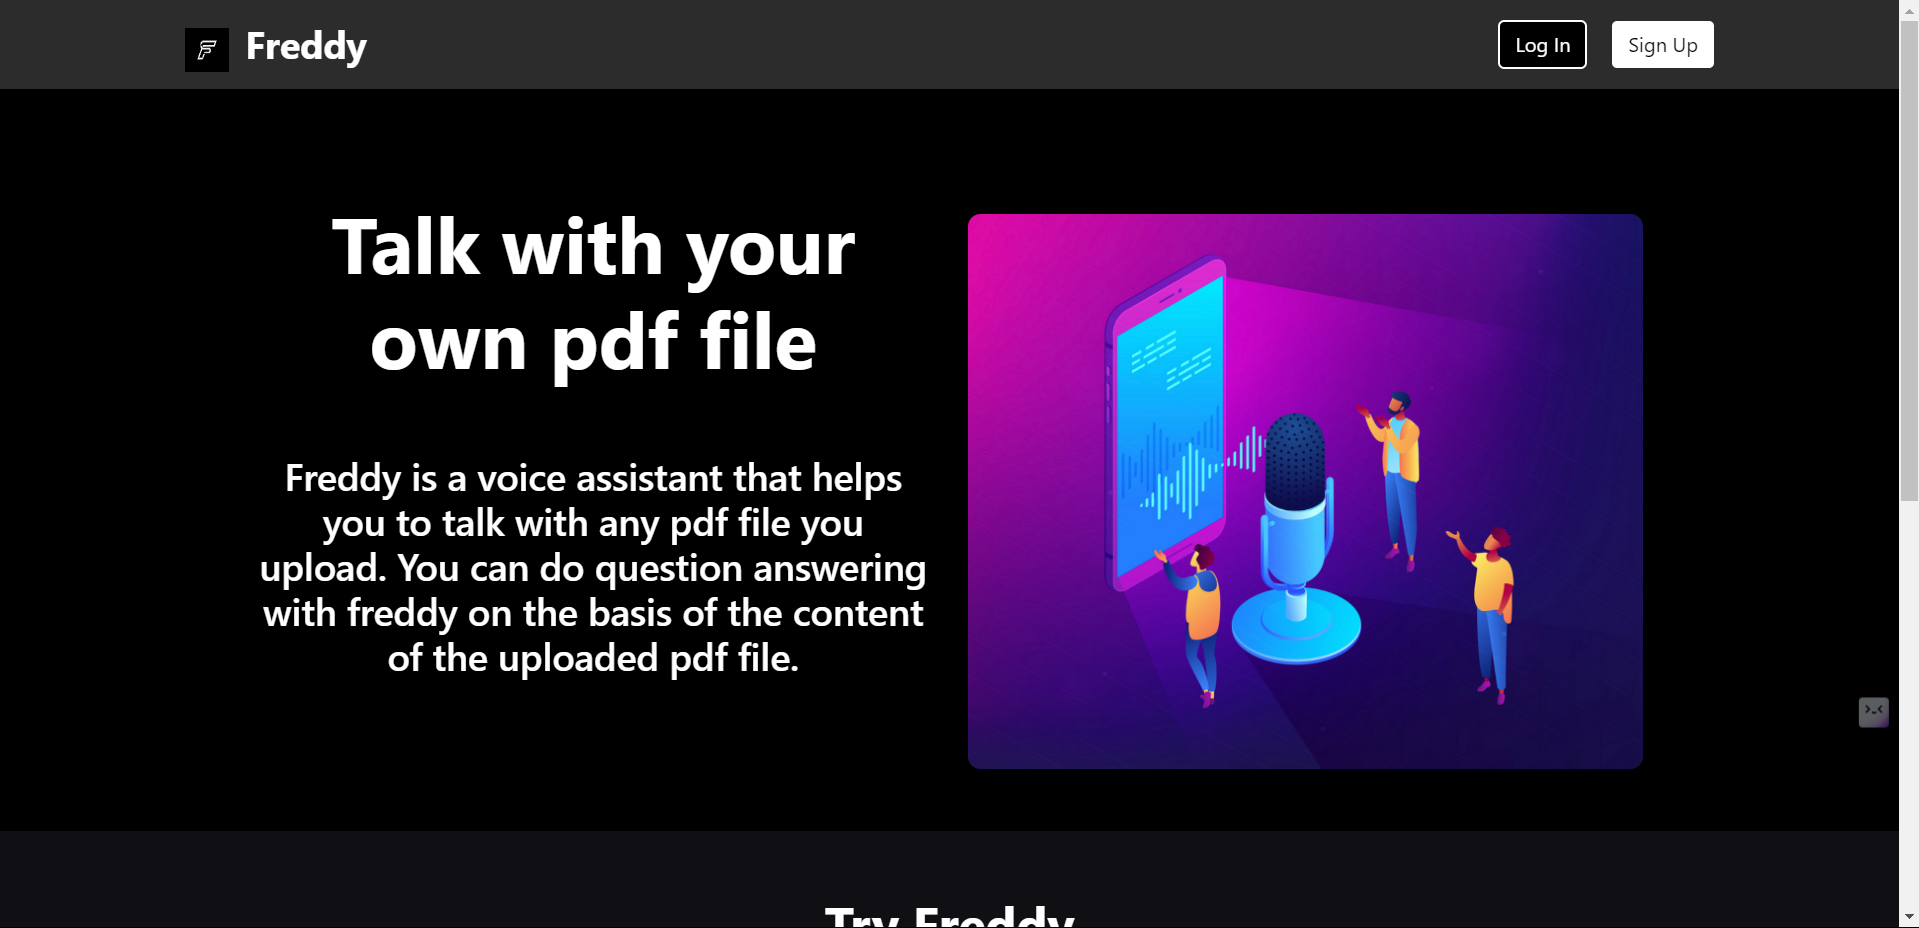 Freddy
Log In
Sign Up
Talk with your
own pdf file
Freddy is a voice assistant that helps
you to talk with any pdf file you
upload. You can do question answering
with freddy on the basis of the content
of the uploaded pdf file.
Try Freddy